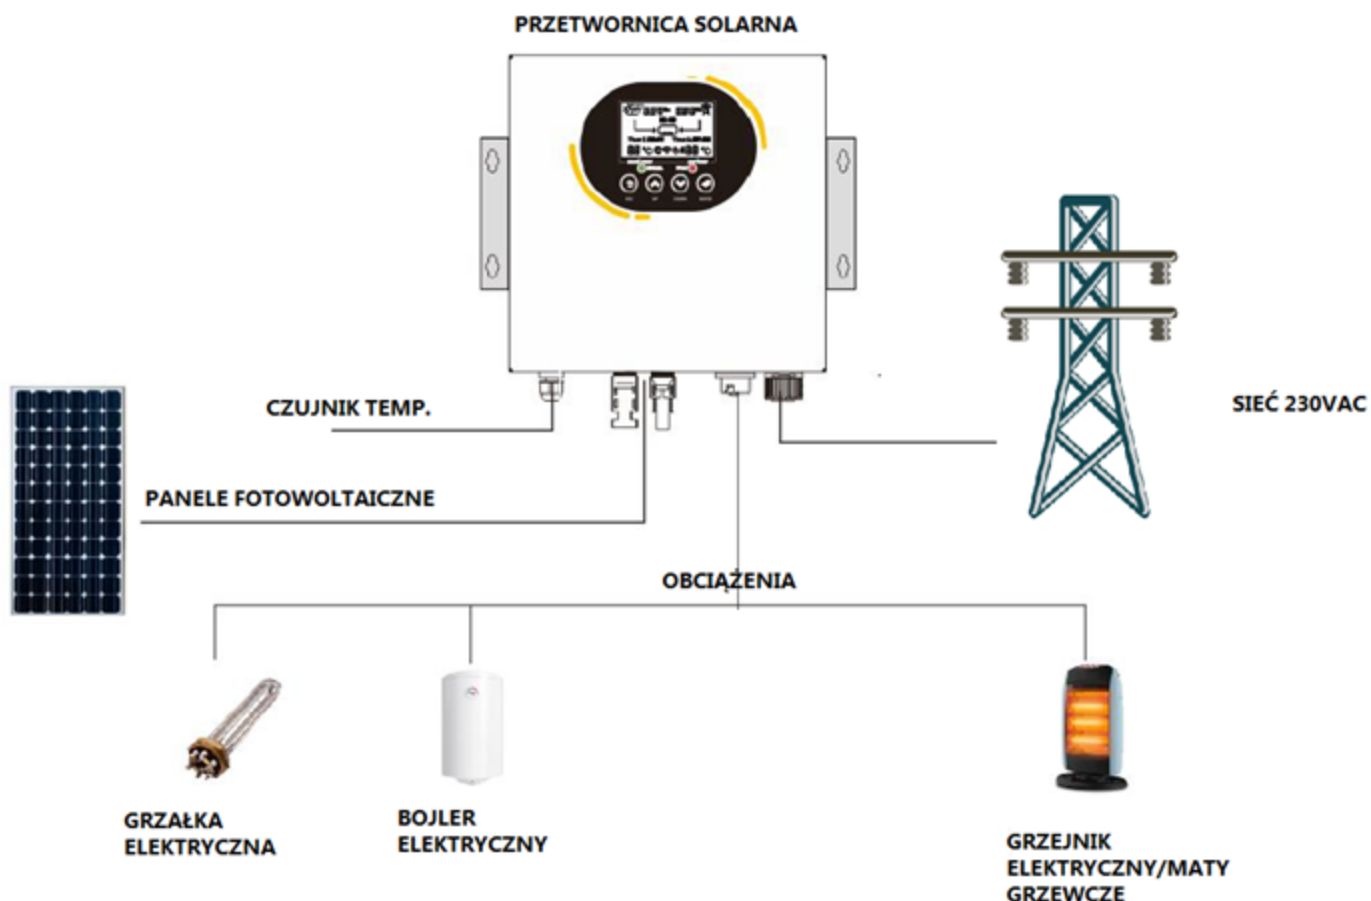 PRZETWORNICA SOLARNA
CZUJNIK TEMP.
SIEĆ 230VAC
PANELE FOTOWOLTAICZNE
OBCIĄŻENIA
GRZAŁKA
ELEKTRYCZNA
BOJLER
ELEKTRYCZNY
GRZEJNIK
ELEKTRYCZNY/MATY
GRZEWCZE